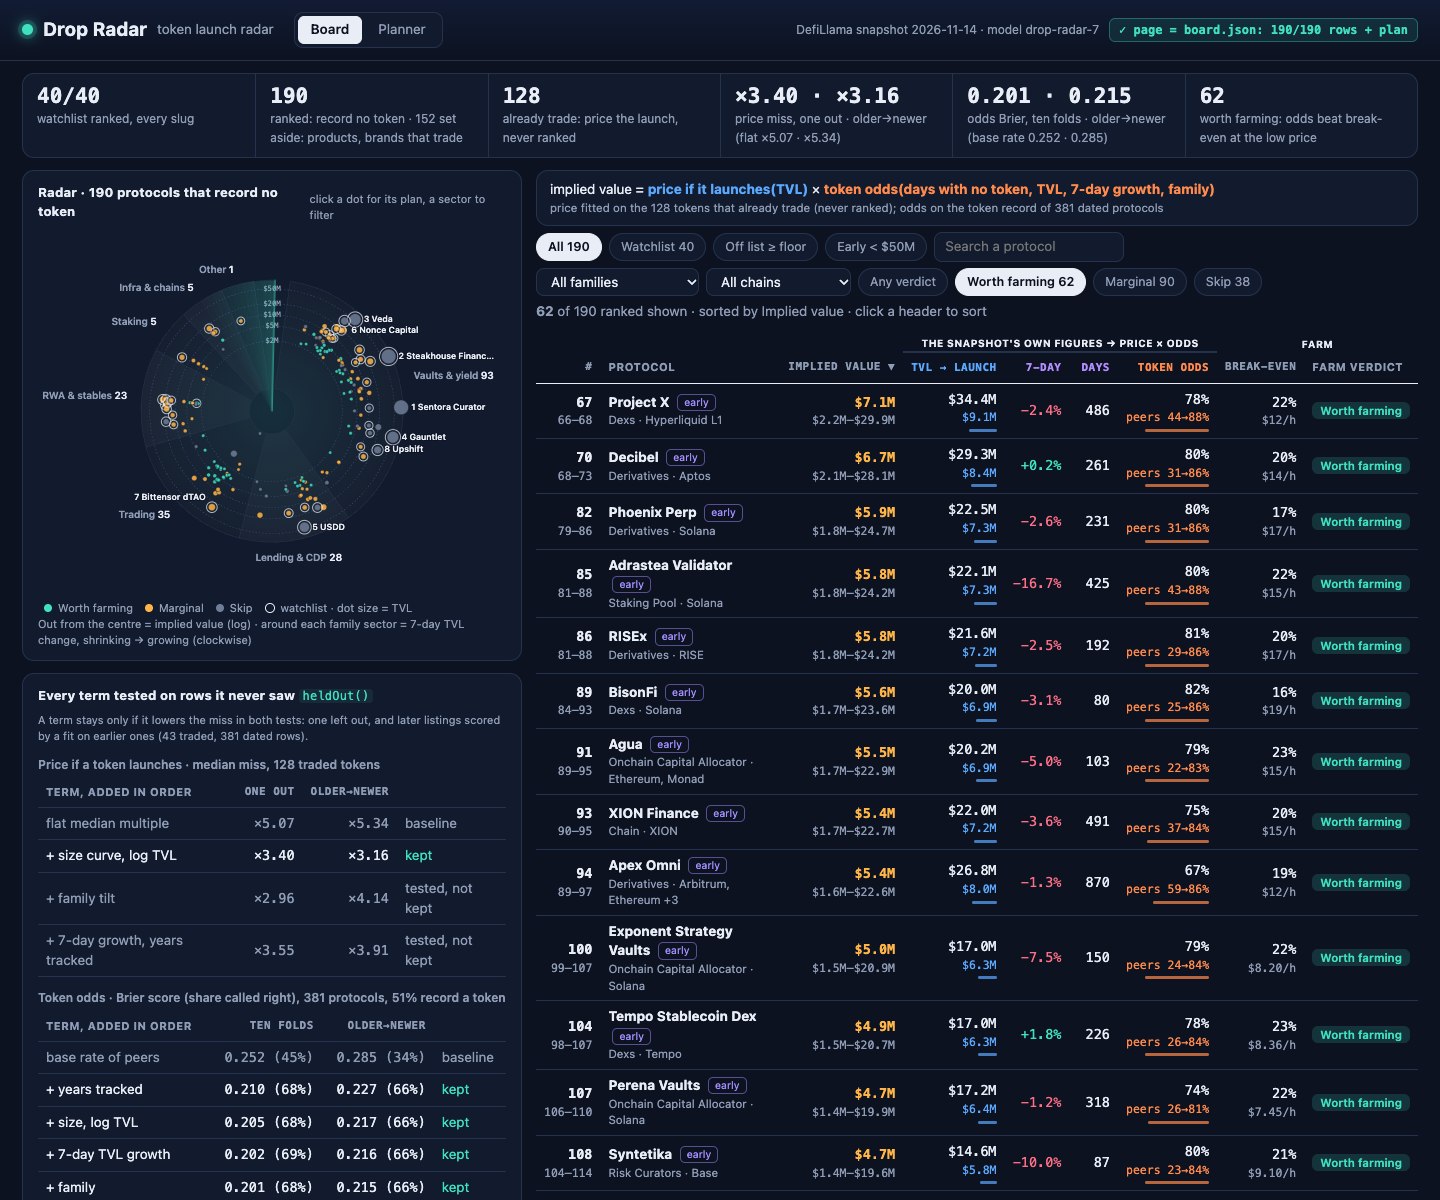 Drop Radar token launch radar Board Planner DefiLlama snapshot 2026-11-14 · model drop-radar-7 ✓ page = board.json: 190/190 rows + plan
40/40
watchlist ranked, every slug
190
ranked: record no token · 152 set
aside: products, brands that trade
128
already trade: price the launch,
never ranked
×3.40 · ×3.16
price miss, one out · older→newer
(flat ×5.07 · ×5.34)
0.201 · 0.215
odds Brier, ten folds · older→newer
(base rate 0.252 · 0.285)
62
worth farming: odds beat break-
even at the low price
Radar · 190 protocols that record no
token
click a dot for its plan, a sector to
filter
Other 1
Infra & chains 5
Staking 5
RWA & stables 23
$50M
$20M
$10M
$5M
$2M
3 Veda
6 Nonce Capital
2 Steakhouse Financ...
Vaults & yield 93
1 Sentora Curator
4 Gauntlet
8 Upshift
7 Bittensor dTAO
Trading 35
5 USDD
Lending & CDP 28
Worth farming Marginal Skip watchlist · dot size = TVL
Out from the centre = implied value (log) · around each family sector = 7-day TVL
change, shrinking → growing (clockwise)
Every term tested on rows it never saw heldOut()
A term stays only if it lowers the miss in both tests: one left out, and later listings scored
by a fit on earlier ones (43 traded, 381 dated rows).
Price if a token launches · median miss, 128 traded tokens
TERM, ADDED IN ORDER ONE OUT OLDER→NEWER
flat median multiple ×5.07 ×5.34 baseline
+ size curve, log TVL ×3.40 ×3.16 kept
+ family tilt ×2.96 ×4.14 tested, not
kept
+ 7-day growth, years
tracked ×3.55 ×3.91 tested, not
kept
Token odds · Brier score (share called right), 381 protocols, 51% record a token
TERM, ADDED IN ORDER TEN FOLDS OLDER→NEWER
base rate of peers 0.252 (45%) 0.285 (34%) baseline
+ years tracked 0.210 (68%) 0.227 (66%) kept
+ size, log TVL 0.205 (68%) 0.217 (66%) kept
+ 7-day TVL growth 0.202 (69%) 0.216 (66%) kept
+ family 0.201 (68%) 0.215 (66%) kept
implied value = price if it launches(TVL) × token odds(days with no token, TVL, 7-day growth, family)
price fitted on the 128 tokens that already trade (never ranked); odds on the token record of 381 dated protocols
All 190 Watchlist 40 Off list ≥ floor Early < $50M Search a protocol
All families All chains Any verdict Worth farming 62 Marginal 90 Skip 38
62 of 190 ranked shown · sorted by Implied value · click a header to sort
THE SNAPSHOT'S OWN FIGURES → PRICE × ODDS FARM
# PROTOCOL IMPLIED VALUE ▼ TVL → LAUNCH 7-DAY DAYS TOKEN ODDS BREAK-EVEN FARM VERDICT
67 Project X early $7.1M $34.4M −2.4% 486 78% 22% Worth farming
66–68 Dexs · Hyperliquid L1 $2.2M–$29.9M $9.1M peers 44→88% $12/h
70 Decibel early $6.7M $29.3M +0.2% 261 80% 20% Worth farming
68–73 Derivatives · Aptos $2.1M–$28.1M $8.4M peers 31→86% $14/h
82 Phoenix Perp early $5.9M $22.5M −2.6% 231 80% 17% Worth farming
79–86 Derivatives · Solana $1.8M–$24.7M $7.3M peers 31→86% $17/h
85 Adrastea Validator
early $5.8M $22.1M −16.7% 425 80% 22% Worth farming
81–88 Staking Pool · Solana $1.8M–$24.2M $7.3M peers 43→88% $15/h
86 RISEx early $5.8M $21.6M −2.5% 192 81% 20% Worth farming
81–88 Derivatives · RISE $1.8M–$24.2M $7.2M peers 29→86% $17/h
89 BisonFi early $5.6M $20.0M −3.1% 80 82% 16% Worth farming
84–93 Dexs · Solana $1.7M–$23.6M $6.9M peers 25→86% $19/h
91 Agua early $5.5M $20.2M −5.0% 103 79% 23% Worth farming
89–95 Onchain Capital Allocator ·
Ethereum, Monad $1.7M–$22.9M $6.9M peers 22→83% $15/h
93 XION Finance early $5.4M $22.0M −3.6% 491 75% 20% Worth farming
90–95 Chain · XION $1.7M–$22.7M $7.2M peers 37→84% $15/h
94 Apex Omni early $5.4M $26.8M −1.3% 870 67% 19% Worth farming
89–97 Derivatives · Arbitrum,
Ethereum +3 $1.6M–$22.6M $8.0M peers 59→86% $12/h
100 Exponent Strategy
Vaults early $5.0M $17.0M −7.5% 150 79% 22% Worth farming
99–107 Onchain Capital Allocator ·
Solana $1.5M–$20.9M $6.3M peers 24→84% $8.20/h
104 Tempo Stablecoin Dex
early $4.9M $17.0M +1.8% 226 78% 23% Worth farming
98–107 Dexs · Tempo $1.5M–$20.7M $6.3M peers 26→84% $8.36/h
107 Perena Vaults early $4.7M $17.2M −1.2% 318 74% 22% Worth farming
106–110 Onchain Capital Allocator ·
Solana $1.4M–$19.9M $6.4M peers 26→81% $7.45/h
108 Syntetika early $4.7M $14.6M −10.0% 87 80% 21% Worth farming
104–114 Risk Curators · Base $1.4M–$19.6M $5.8M peers 23→84% $9.10/h